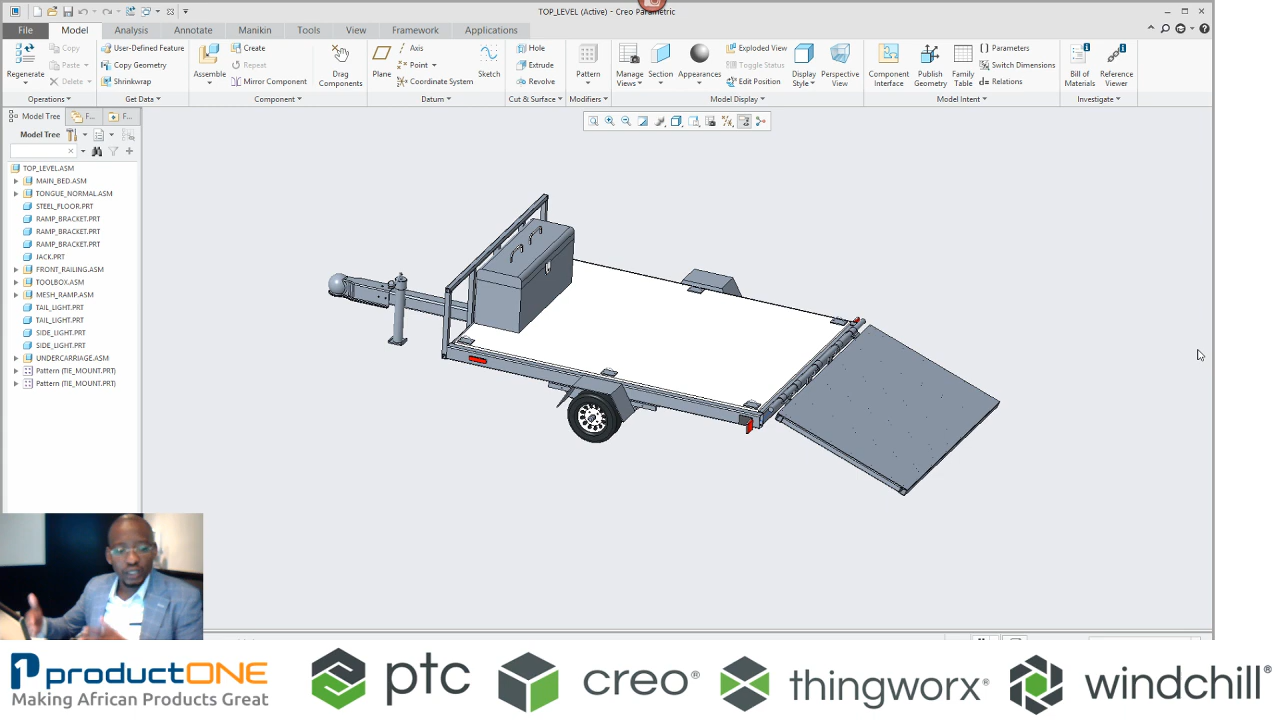 TOP_LEVEL (Active) - Creo Parametric
File Model Analysis Annotate Manikin Tools View Framework Applications
Regenerate
Copy
Paste
Delete
Operations
User-Defined Feature
Copy Geometry
Shrinkwrap
Get Data
Assemble
Create
Repeat
Mirror Component
Component
Drag Components
Plane
Axis
Point
Coordinate System
Sketch
Datum
Hole
Extrude
Revolve
Cut & Surface
Pattern
Modifiers
Manage Views
Section
Appearances
Exploded View
Toggle Status
Edit Position
Display Style
Perspective View
Model Display
Component Interface
Publish Geometry
Family Table
Parameters
Switch Dimensions
Relations
Model Intent
Bill of Materials
Reference Viewer
Investigate
Model Tree F... F...
Model Tree
TOP_LEVEL.ASM
MAIN_BED.ASM
TONGUE_NORMAL.ASM
STEEL_FLOOR.PRT
RAMP_BRACKET.PRT
RAMP_BRACKET.PRT
RAMP_BRACKET.PRT
JACK.PRT
FRONT_RAILING.ASM
TOOLBOX.ASM
MESH_RAMP.ASM
TAIL_LIGHT.PRT
TAIL_LIGHT.PRT
SIDE_LIGHT.PRT
SIDE_LIGHT.PRT
UNDERCARRIAGE.ASM
Pattern (TIE_MOUNT.PRT)
Pattern (TIE_MOUNT.PRT)
productONE
Making African Products Great
ptc
creo®
thingworx®
windchill®